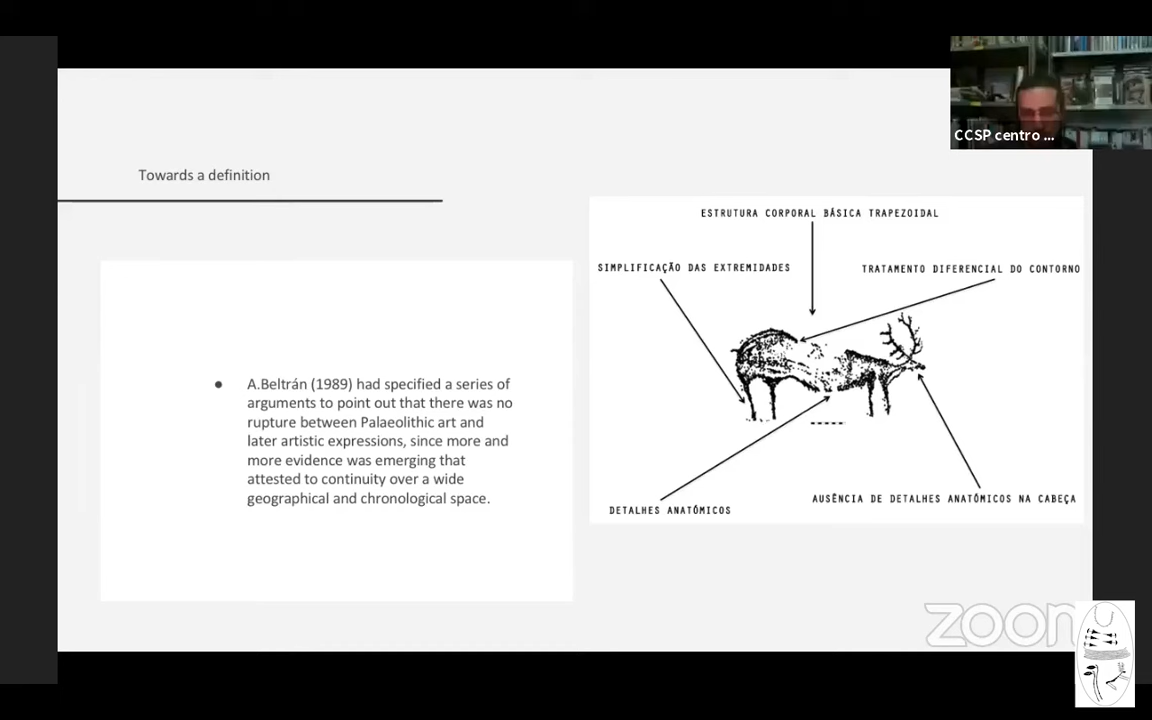 CCSP centro ...
Towards a definition
A.Beltrán (1989) had specified a series of
arguments to point out that there was no
rupture between Palaeolithic art and
later artistic expressions, since more and
more evidence was emerging that
attested to continuity over a wide
geographical and chronological space.
ESTRUTURA CORPORAL BÁSICA TRAPEZOIDAL
SIMPLIFICAÇÃO DAS EXTREMIDADES
TRATAMENTO DIFERENCIAL DO CONTORNO
DETALHES ANATÓMICOS
AUSÊNCIA DE DETALHES ANATÓMICOS NA CABEÇA
zoom